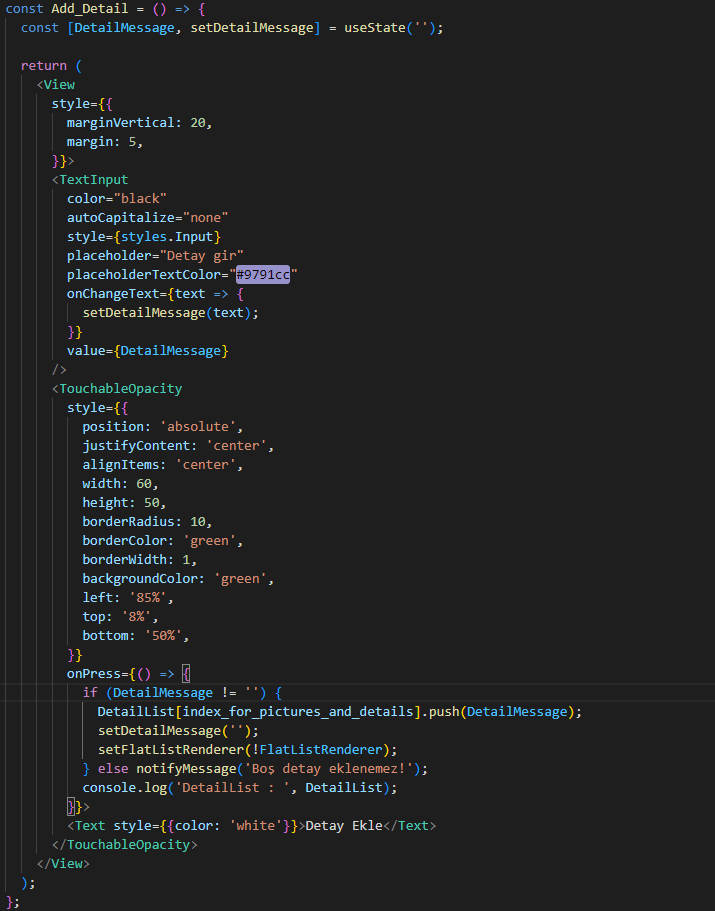 const Add_Detail = () => {
  const [DetailMessage, setDetailMessage] = useState('');

  return (
    <View
      style={{
        marginVertical: 20,
        margin: 5,
      }}>
      <TextInput
        color="black"
        autoCapitalize="none"
        style={styles.Input}
        placeholder="Detay gir"
        placeholderTextColor="#9791cc"
        onChangeText={text => {
          setDetailMessage(text);
        }}
        value={DetailMessage}
      />
      <TouchableOpacity
        style={{
          position: 'absolute',
          justifyContent: 'center',
          alignItems: 'center',
          width: 60,
          height: 50,
          borderRadius: 10,
          borderColor: 'green',
          borderWidth: 1,
          backgroundColor: 'green',
          left: '85%',
          top: '8%',
          bottom: '50%',
        }}
        onPress={() => {
          if (DetailMessage != '') {
            DetailList[index_for_pictures_and_details].push(DetailMessage);
            setDetailMessage('');
            setFlatListRenderer(!FlatListRenderer);
          } else notifyMessage('Boş detay eklenemez!');
          console.log('DetailList : ', DetailList);
        }}>
        <Text style={{color: 'white'}}>Detay Ekle</Text>
      </TouchableOpacity>
    </View>
  );
};